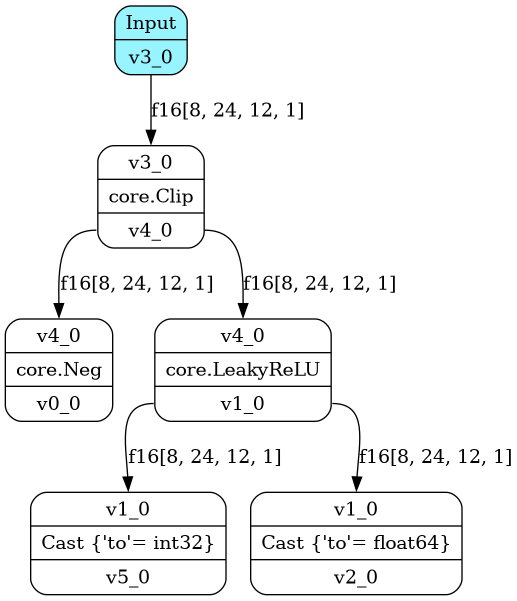 Input
v3_0
f16[8, 24, 12, 1]
v3_0
core.Clip
v4_0
f16[8, 24, 12, 1]
f16[8, 24, 12, 1]
v4_0
core.Neg
v0_0
v4_0
core.LeakyReLU
v1_0
f16[8, 24, 12, 1]
f16[8, 24, 12, 1]
v1_0
Cast {'to'= int32}
v5_0
v1_0
Cast {'to'= float64}
v2_0